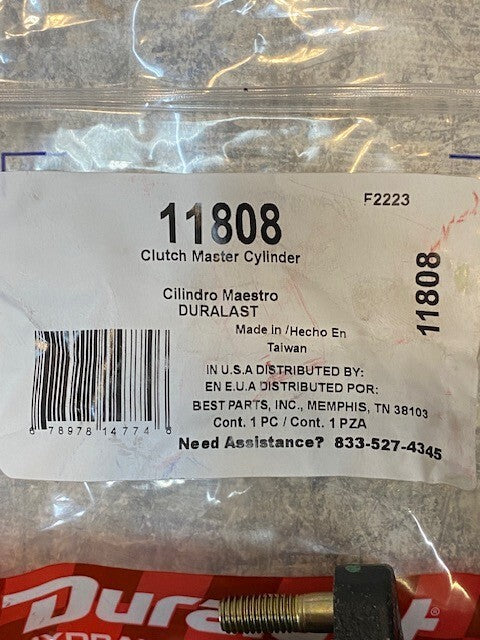 F2223
11808
Clutch Master Cylinder
11808
Cilindro Maestro
DURALAST
Made in /Hecho En
Taiwan
IN U.S.A DISTRIBUTED BY:
EN E.U.A DISTRIBUTED POR:
BEST PARTS, INC., MEMPHIS, TN 38103
Cont. 1 PC / Cont. 1 PZA
Need Assistance? 833-527-4345
6 78978 14774 8